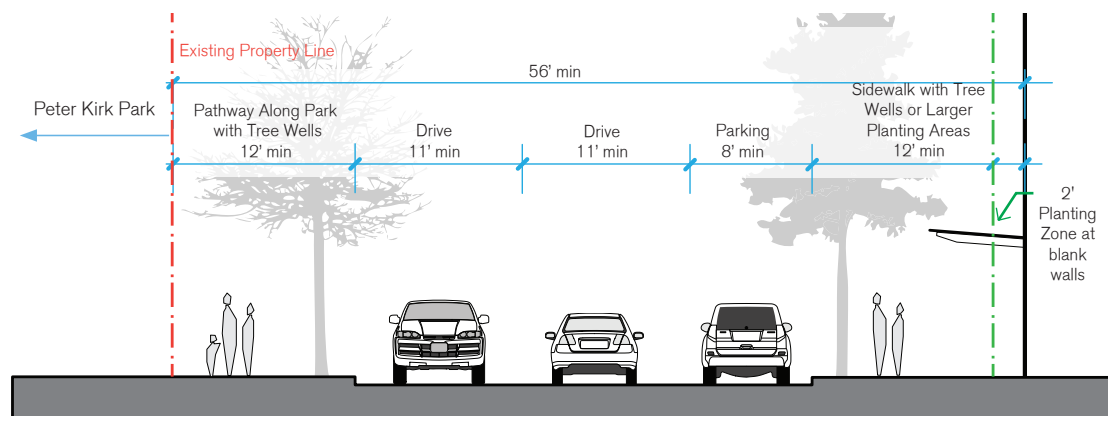 Existing Property Line
56’ min
Peter Kirk Park
Pathway Along Park
with Tree Wells
12’ min
Drive
11’ min
Drive
11’ min
Parking
8’ min
Sidewalk with Tree
Wells or Larger
Planting Areas
12’ min
2’
Planting
Zone at
blank
walls